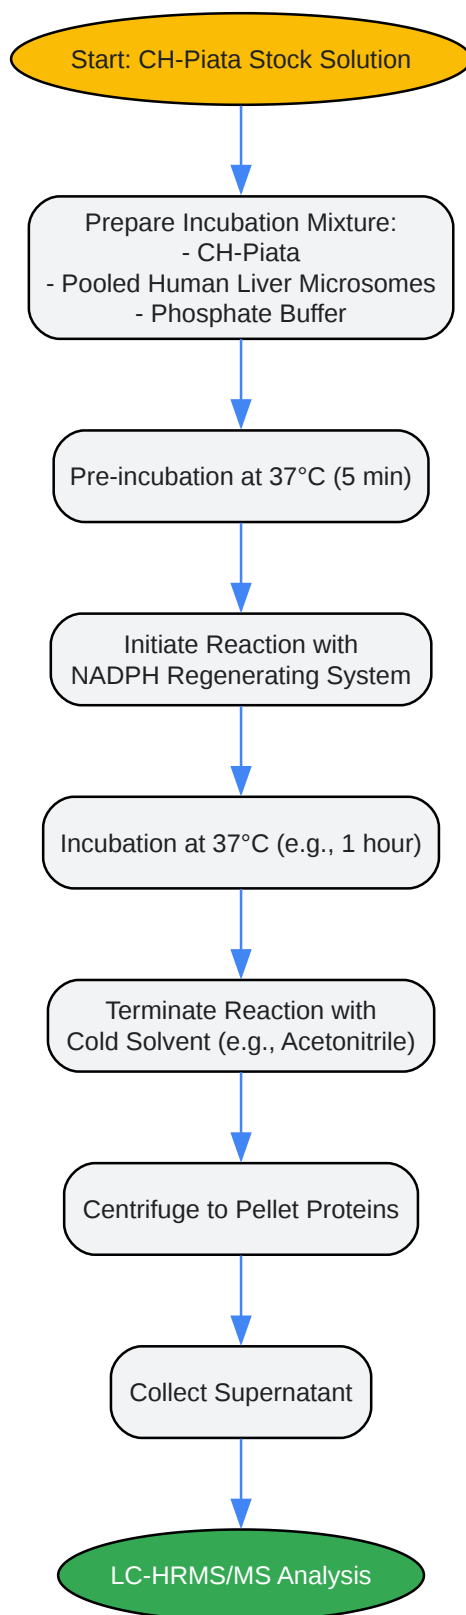 Start: CH-Piata Stock Solution
Prepare Incubation Mixture:
- CH-Piata
- Pooled Human Liver Microsomes
- Phosphate Buffer
Pre-incubation at 37°C (5 min)
Initiate Reaction with
NADPH Regenerating System
Incubation at 37°C (e.g., 1 hour)
Terminate Reaction with
Cold Solvent (e.g., Acetonitrile)
Centrifuge to Pellet Proteins
Collect Supernatant
LC-HRMS/MS Analysis